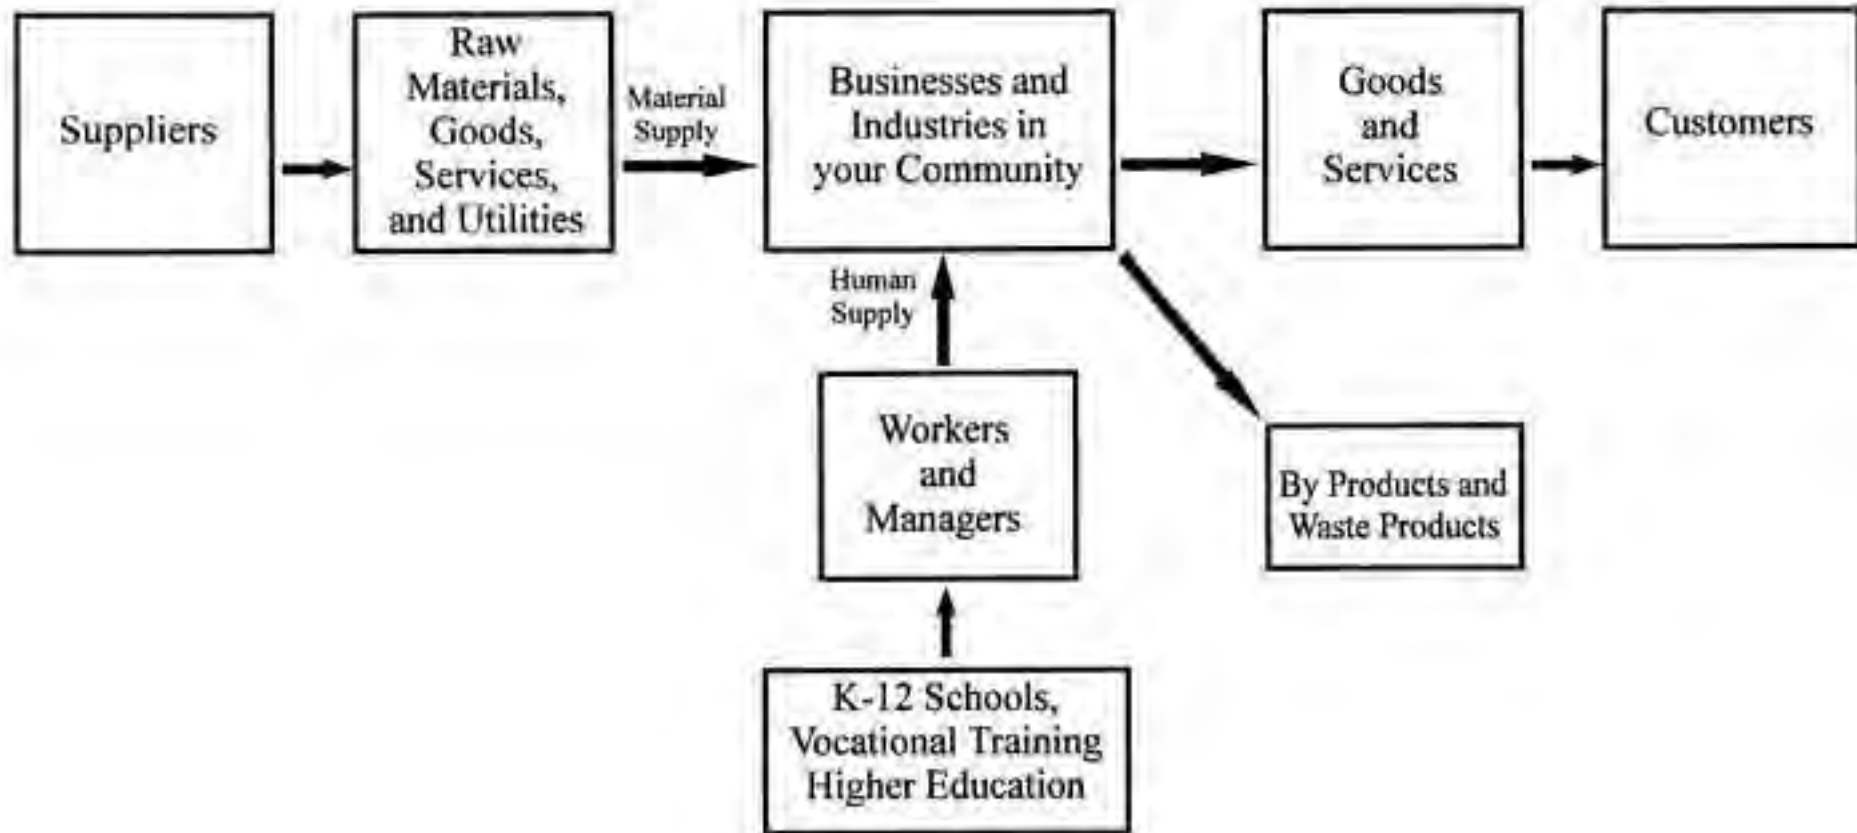 Suppliers
Raw
Materials,
Goods,
Services,
and Utilities
Material
Supply
Businesses and
Industries in
your Community
Goods
and
Services
Customers
Human
Supply
Workers
and
Managers
By Products and
Waste Products
K-12 Schools,
Vocational Training
Higher Education